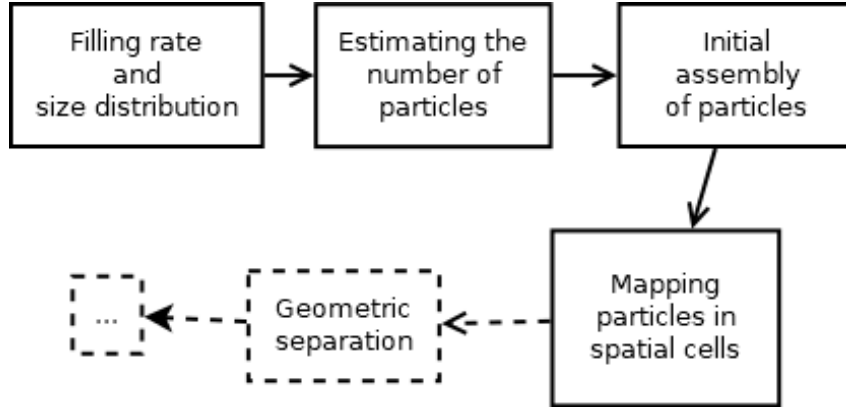 Filling rate
and
size distribution
Estimating the
number of
particles
Initial
assembly
of particles
Mapping
particles in
spatial cells
Geometric
separation
...